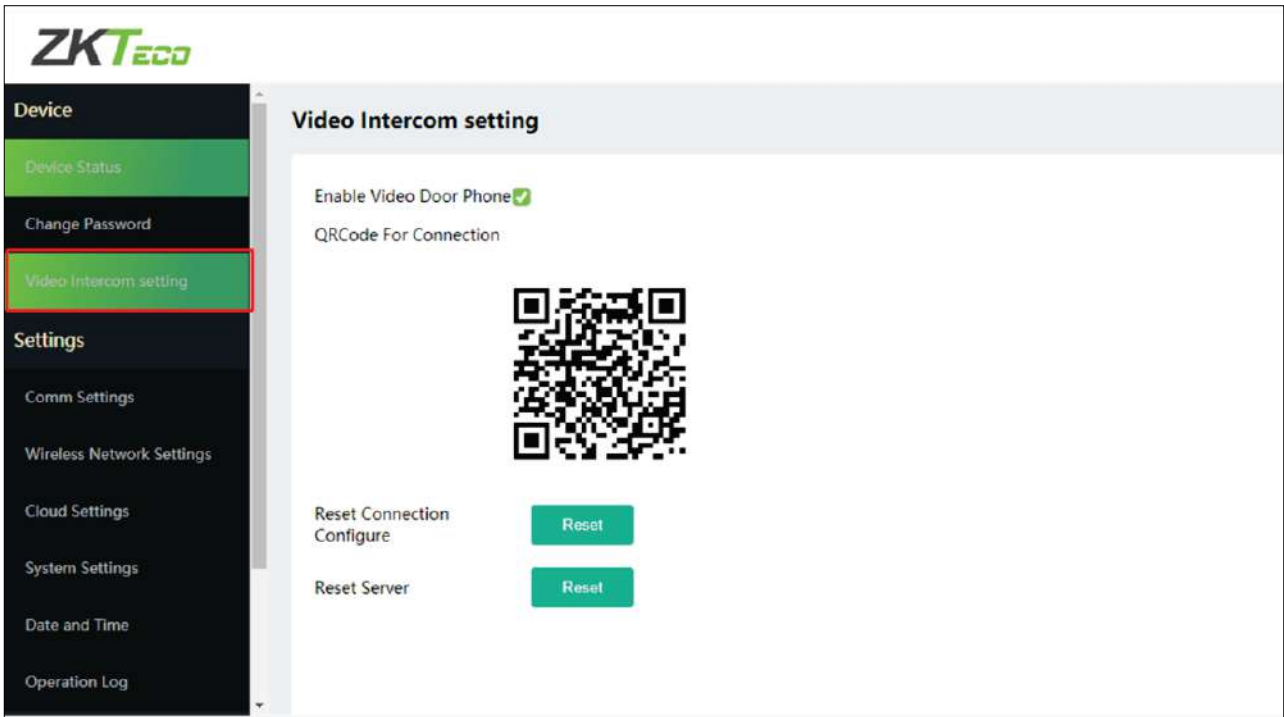 ZKTECO
Device
Device Status
Change Password
Video Intercom setting
Settings
Comm Settings
Wireless Network Settings
Cloud Settings
System Settings
Date and Time
Operation Log
Video Intercom setting
Enable Video Door Phone
QRCode For Connection
Reset Connection
Configure
Reset
Reset Server
Reset